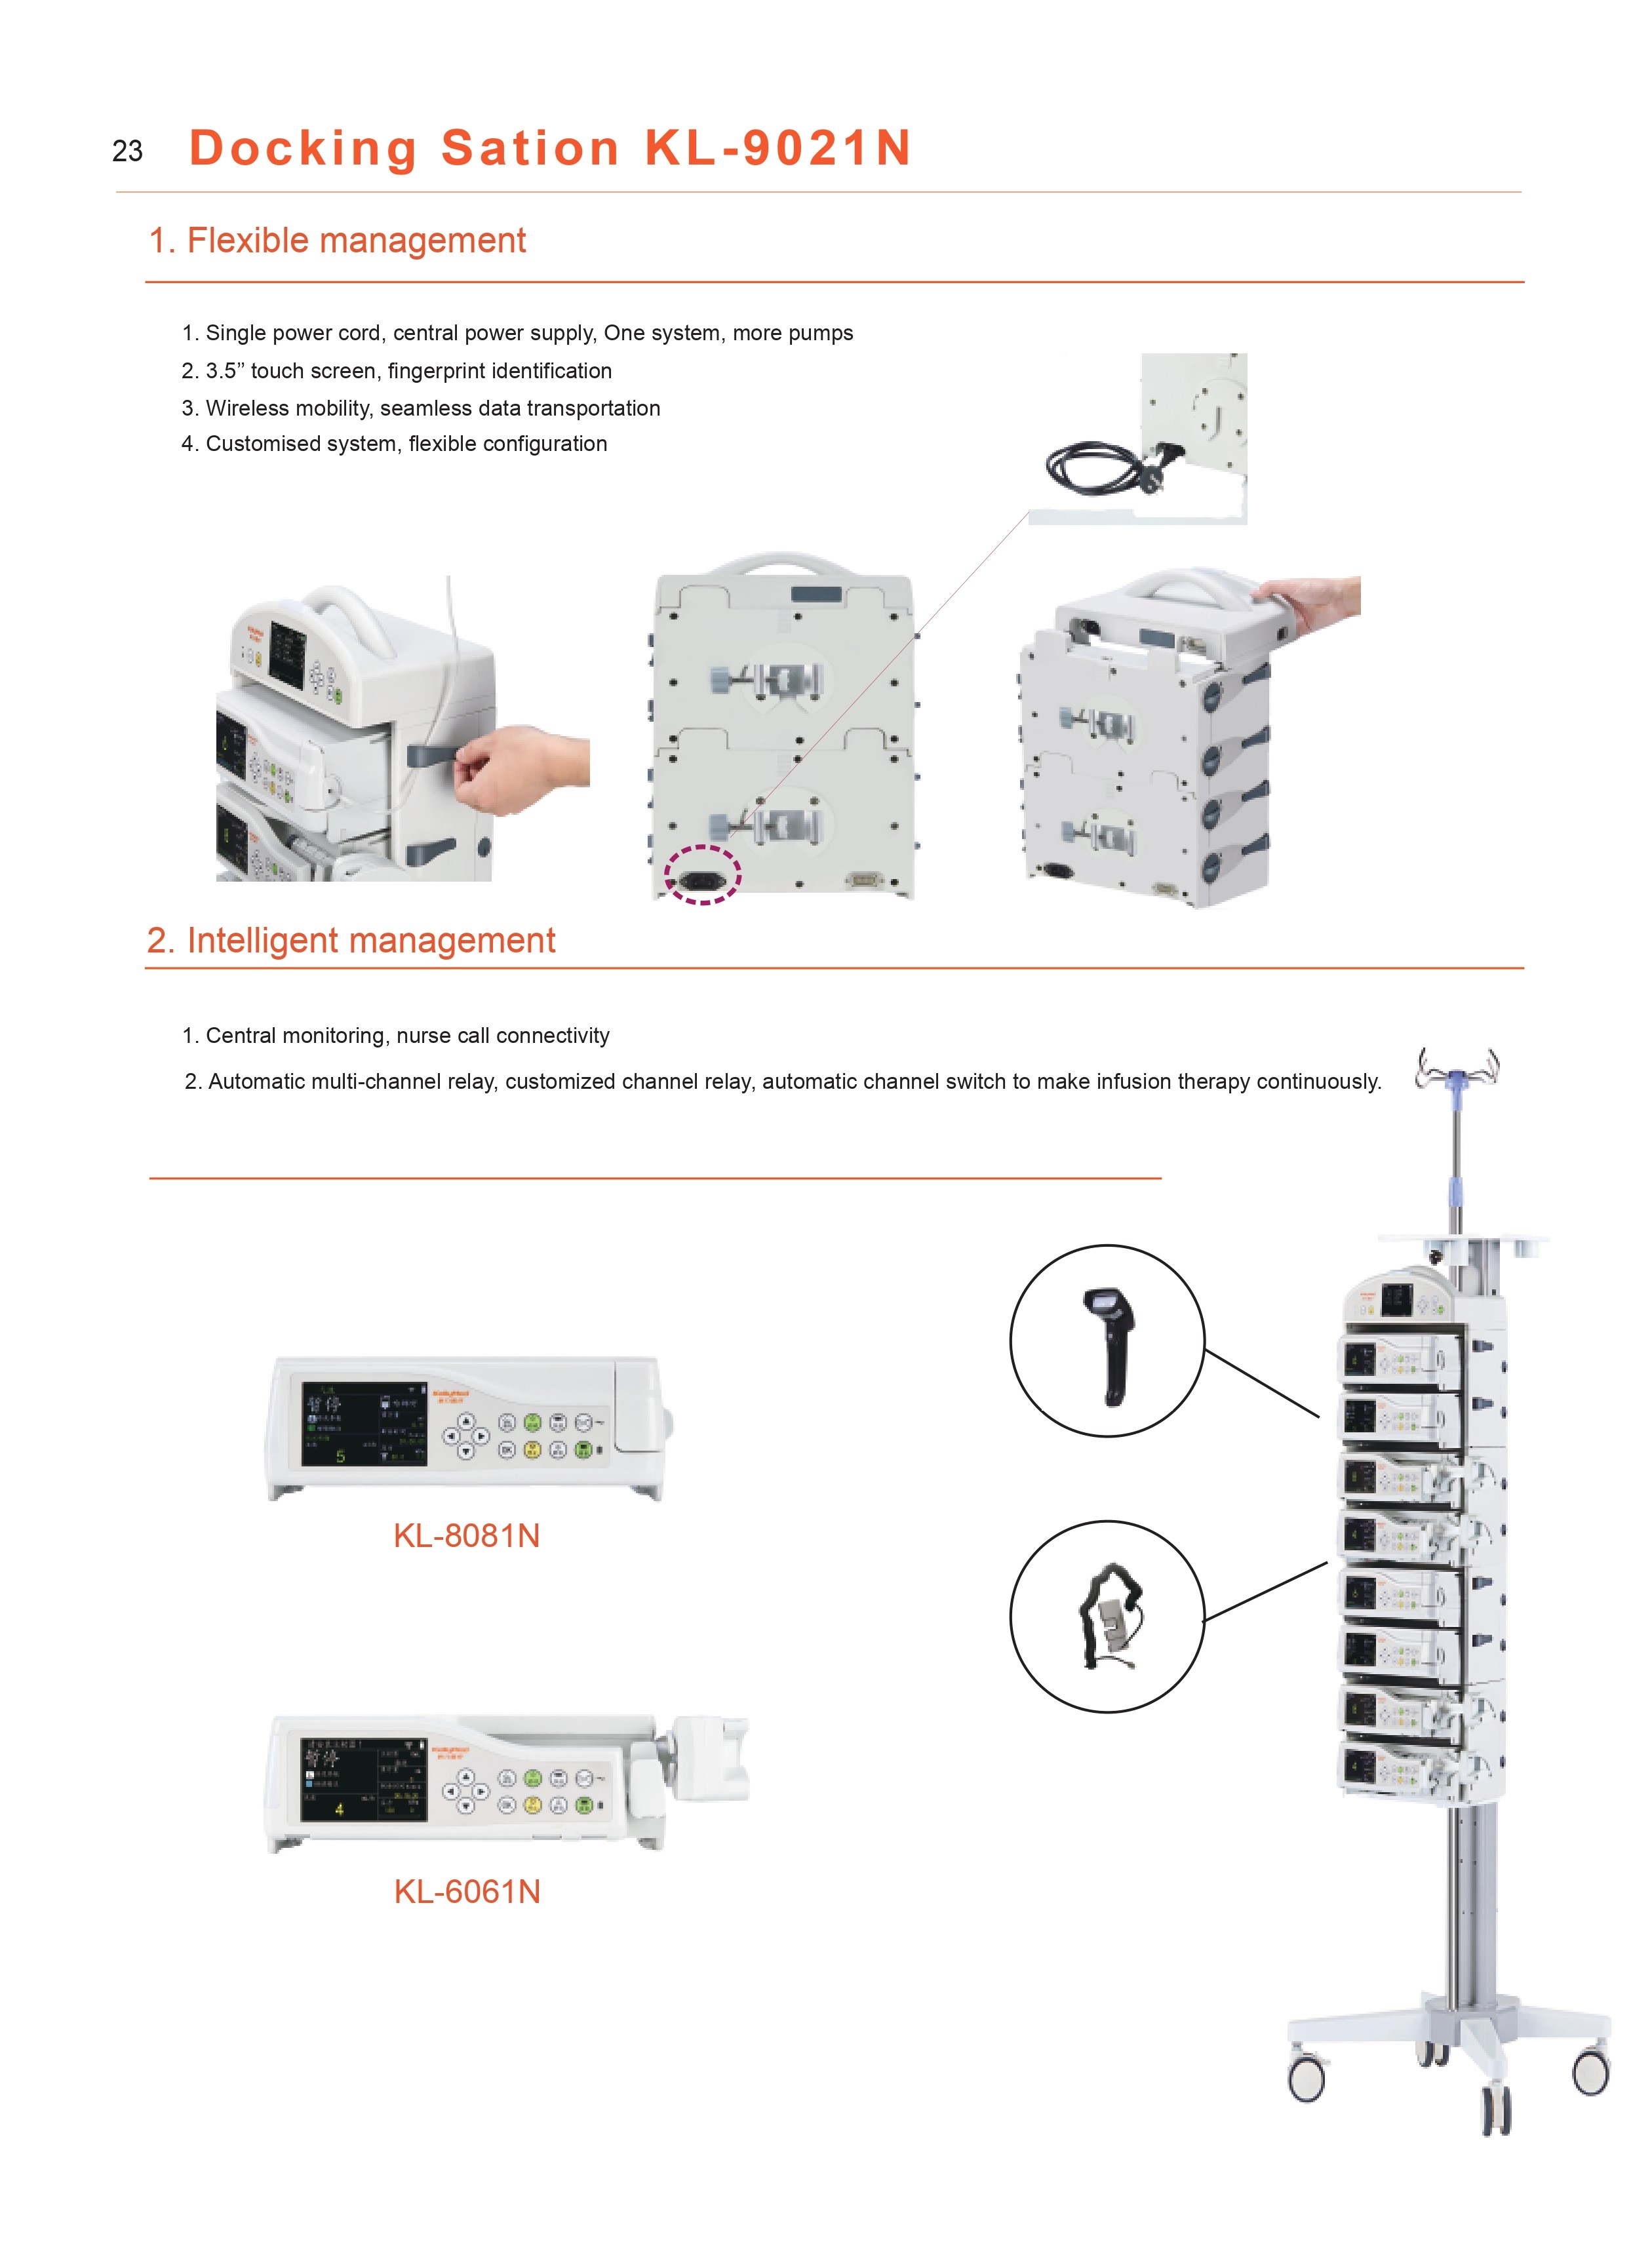 23
Docking Sation KL-9021N
1. Flexible management
1. Single power cord, central power supply, One system, more pumps
2. 3.5” touch screen, fingerprint identification
3. Wireless mobility, seamless data transportation
4. Customised system, flexible configuration
2. Intelligent management
1. Central monitoring, nurse call connectivity
2. Automatic multi-channel relay, customized channel relay, automatic channel switch to make infusion therapy continuously.
暂停
5
OK
KL-8081N
暂停
4
OK
KL-6061N